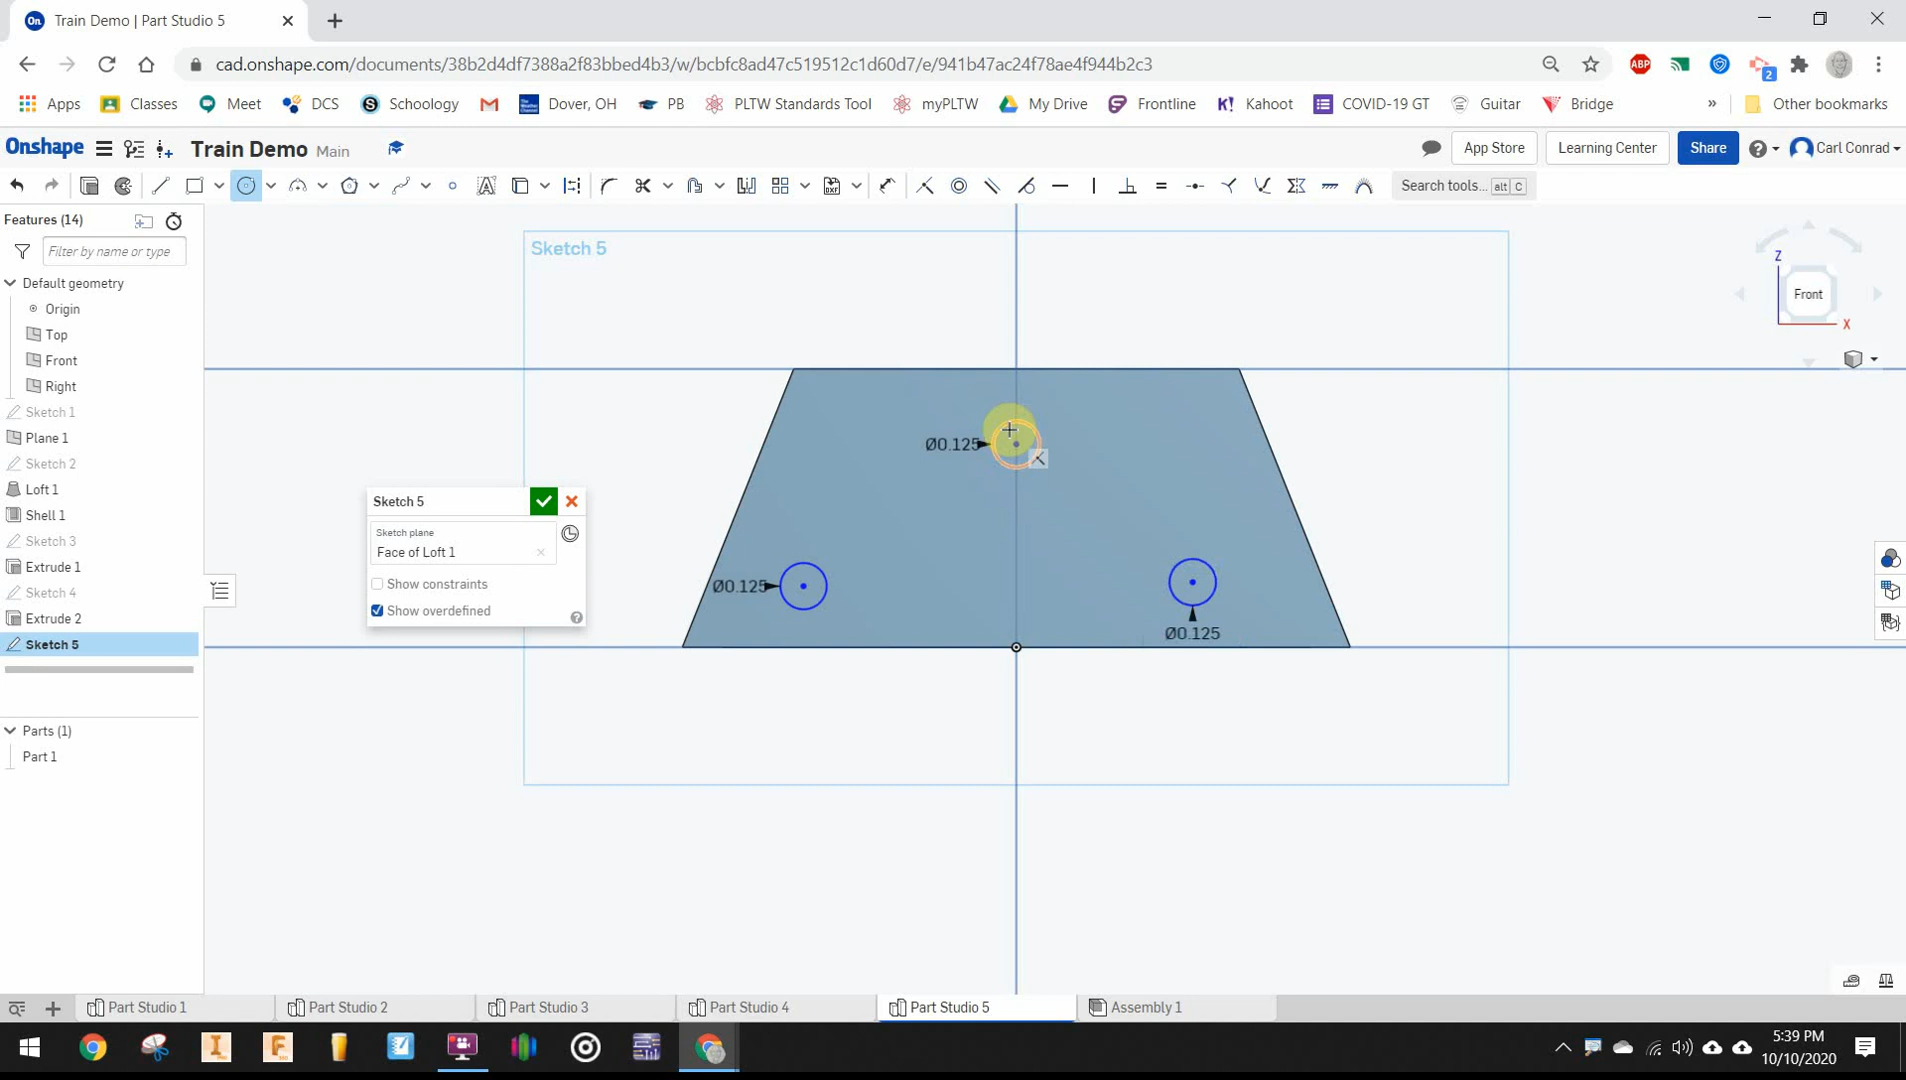 On Train Demo | Part Studio 5
cad.onshape.com/documents/38b2d4df7388a2f83bbed4b3/w/bcbfc8ad47c519512c1d60d7/e/941b47ac24f78ae4f944b2c3
ABP
2
Apps Classes Meet DCS Schoology Dover, OH PB PLTW Standards Tool myPLTW My Drive Frontline Kahoot COVID-19 GT Guitar Bridge » Other bookmarks
Onshape Train Demo Main App Store Learning Center Share Carl Conrad
Search tools... alt C
Features (14)
Filter by name or type
Default geometry
Origin
Top
Front
Right
Sketch 1
Plane 1
Sketch 2
Loft 1
Shell 1
Sketch 3
Extrude 1
Sketch 4
Extrude 2
Sketch 5
Parts (1)
Part 1
Sketch 5
Sketch 5
Sketch plane
Face of Loft 1
Show constraints
Show overdefined
Ø0.125
Ø0.125
Ø0.125
Z
Front
X
Part Studio 1 Part Studio 2 Part Studio 3 Part Studio 4 Part Studio 5 Assembly 1
5:39 PM
10/10/2020